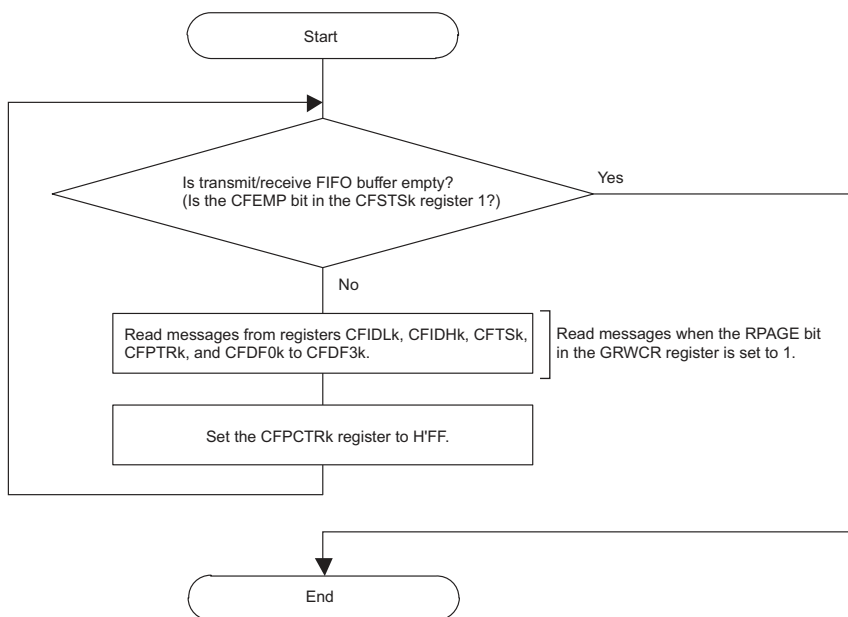 Start
Is transmit/receive FIFO buffer empty?
(Is the CFEMP bit in the CFSTSk register 1?)
Yes
No
Read messages from registers CFIDLk, CFIDHk, CFTSk,
CFPTRk, and CFDF0k to CFDF3k.
Read messages when the RPAGE bit
in the GRWCR register is set to 1.
Set the CFPCTRk register to H'FF.
End